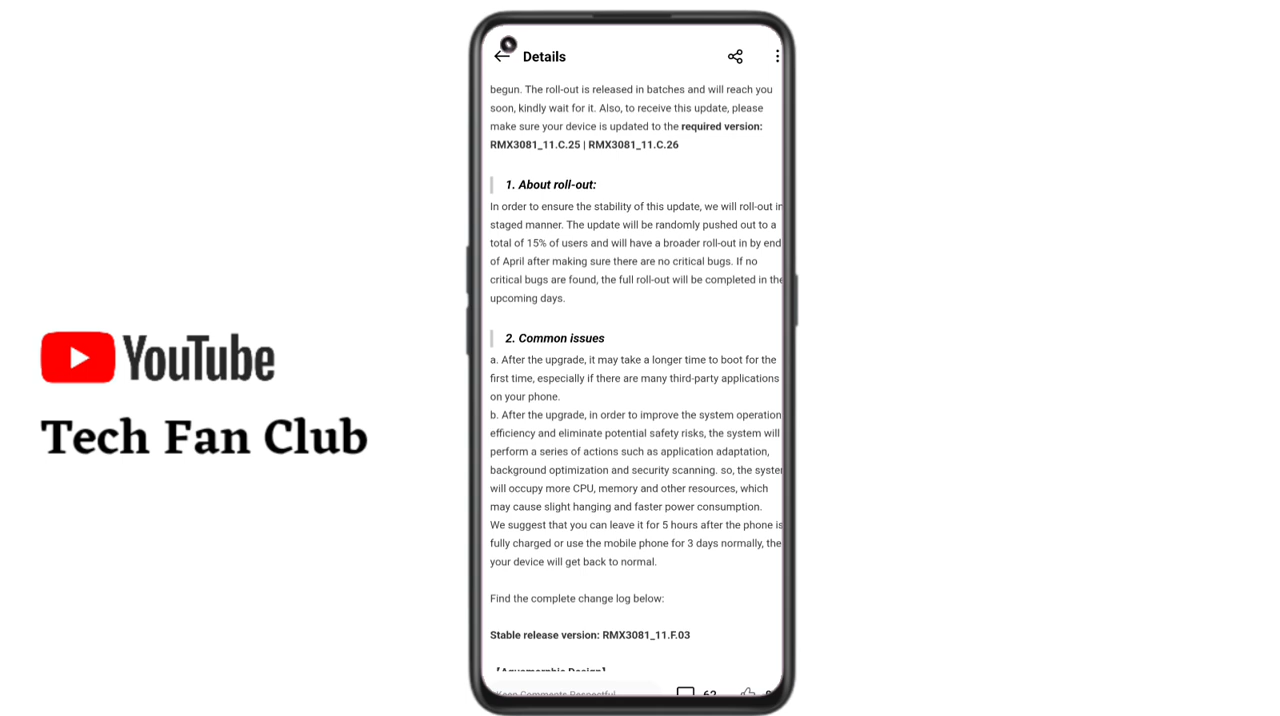 Details
begun. The roll-out is released in batches and will reach you
soon, kindly wait for it. Also, to receive this update, please
make sure your device is updated to the required version:
RMX3081_11.C.25 | RMX3081_11.C.26
1. About roll-out:
In order to ensure the stability of this update, we will roll-out in
staged manner. The update will be randomly pushed out to a
total of 15% of users and will have a broader roll-out in by end
of April after making sure there are no critical bugs. If no
critical bugs are found, the full roll-out will be completed in the
upcoming days.
2. Common issues
a. After the upgrade, it may take a longer time to boot for the
first time, especially if there are many third-party applications
on your phone.
b. After the upgrade, in order to improve the system operation
efficiency and eliminate potential safety risks, the system will
perform a series of actions such as application adaptation,
background optimization and security scanning. so, the syste
will occupy more CPU, memory and other resources, which
may cause slight hanging and faster power consumption.
We suggest that you can leave it for 5 hours after the phone is
fully charged or use the mobile phone for 3 days normally, the
your device will get back to normal.
Find the complete change log below:
Stable release version: RMX3081_11.F.03
[Aquamorphic Design]
Keep Comments Respectful
62
YouTube
Tech Fan Club